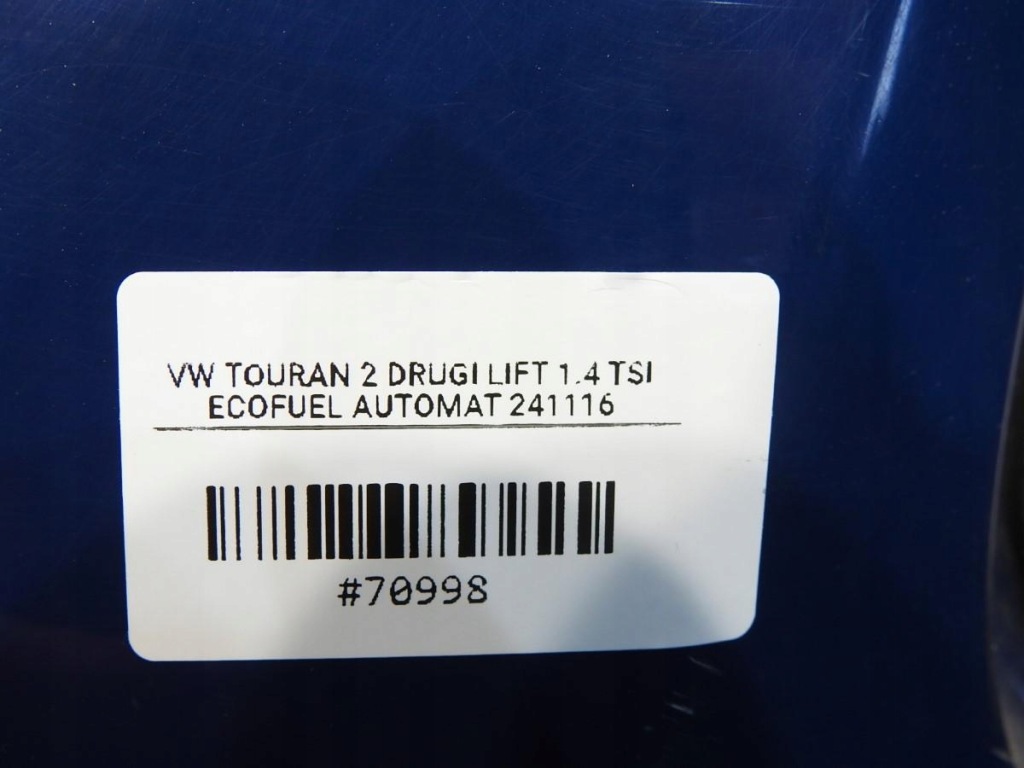 VW TOURAN 2 DRUGI LIFT 1.4 TSI
ECOFUEL AUTOMAT 241116
#70998